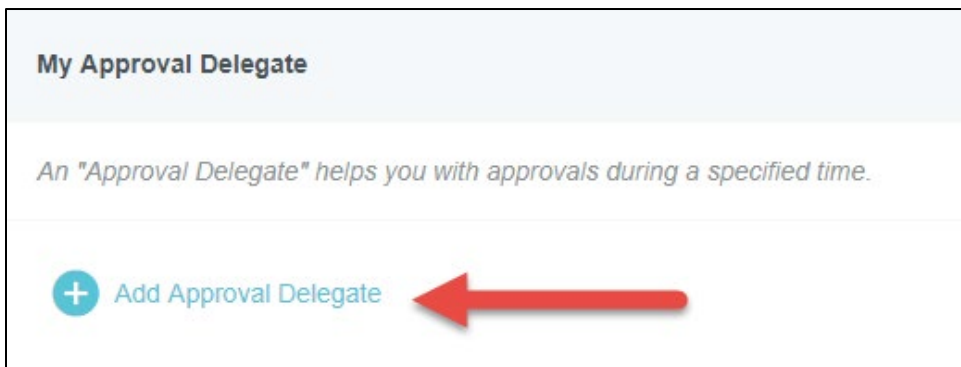 My Approval Delegate
An "Approval Delegate" helps you with approvals during a specified time.
Add Approval Delegate